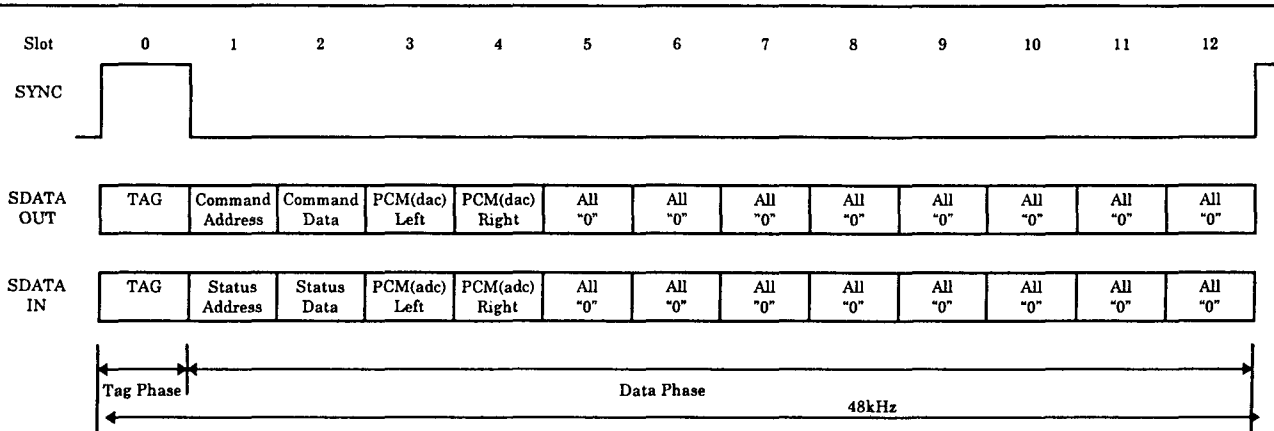 Slot 0 1 2 3 4 5 6 7 8 9 10 11 12
SYNC
SDATA OUT TAG Command Address Command Data PCM(dac) Left PCM(dac) Right All "0" All "0" All "0" All "0" All "0" All "0" All "0" All "0"
SDATA IN TAG Status Address Status Data PCM(adc) Left PCM(adc) Right All "0" All "0" All "0" All "0" All "0" All "0" All "0" All "0"
Tag Phase Data Phase
48kHz